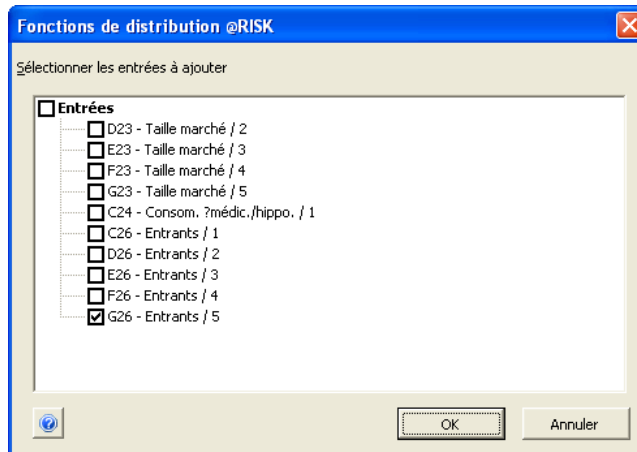 Fonctions de distribution @RISK
Sélectionner les entrées à ajouter
Entrées
D23 - Taille marché / 2
E23 - Taille marché / 3
F23 - Taille marché / 4
G23 - Taille marché / 5
C24 - Consom. ?médic./hippo. / 1
C26 - Entrants / 1
D26 - Entrants / 2
E26 - Entrants / 3
F26 - Entrants / 4
G26 - Entrants / 5
OK Annuler